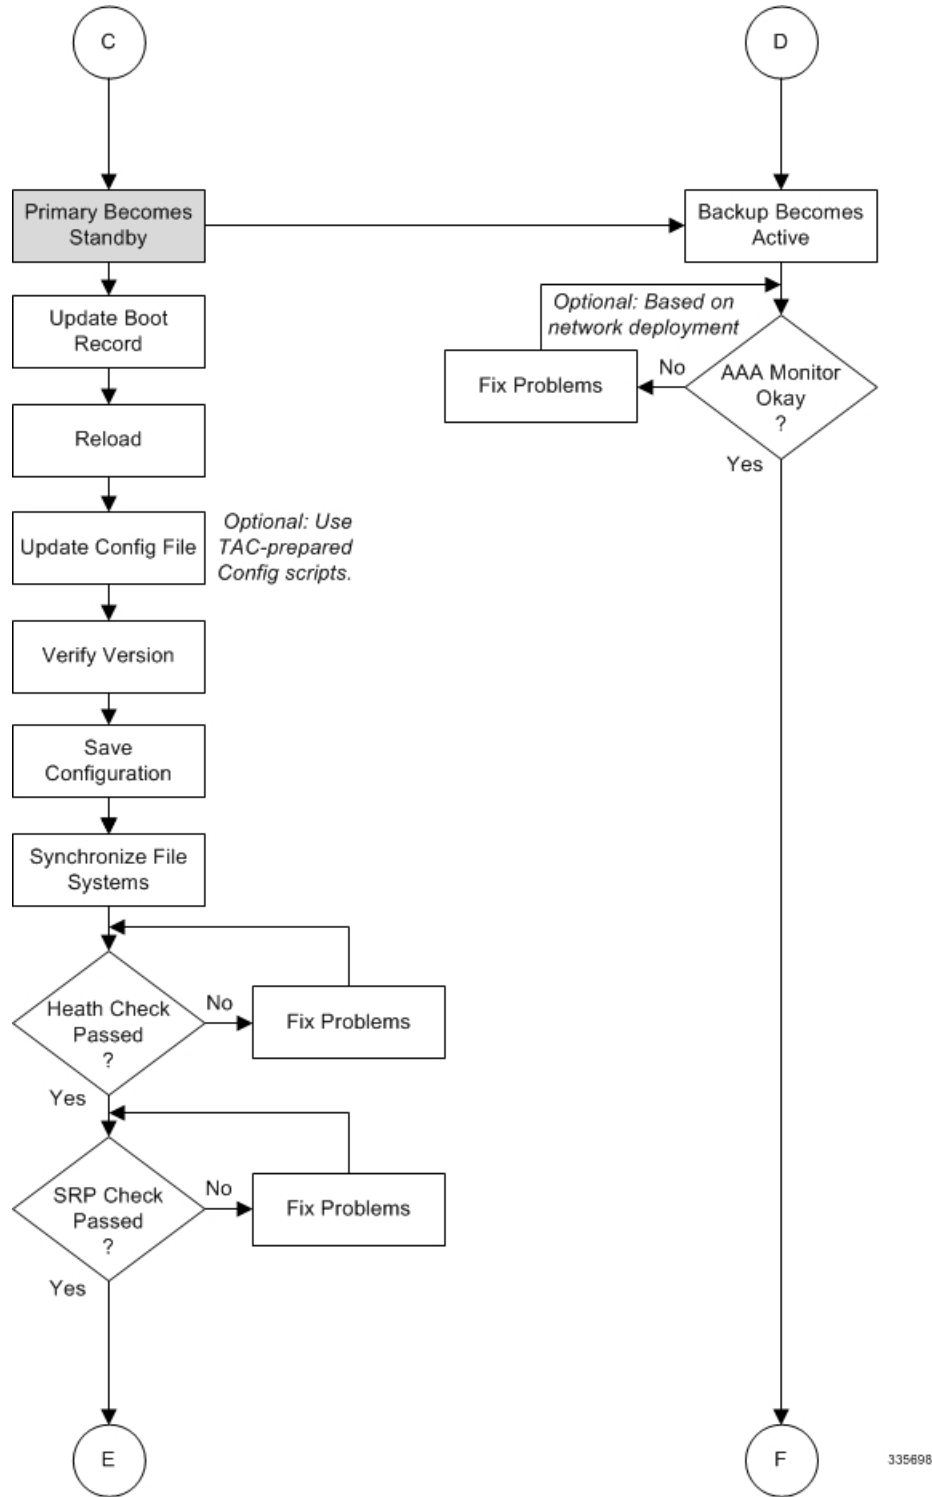 C
D
Primary Becomes
Standby
Backup Becomes
Active
Update Boot
Record
Optional: Based on
network deployment
Fix Problems
No
AAA Monitor
Okay
?
Yes
Reload
Update Config File
Optional: Use
TAC-prepared
Config scripts.
Verify Version
Save
Configuration
Synchronize File
Systems
Heath Check
Passed
?
No
Fix Problems
Yes
SRP Check
Passed
?
No
Fix Problems
Yes
E
F
335698